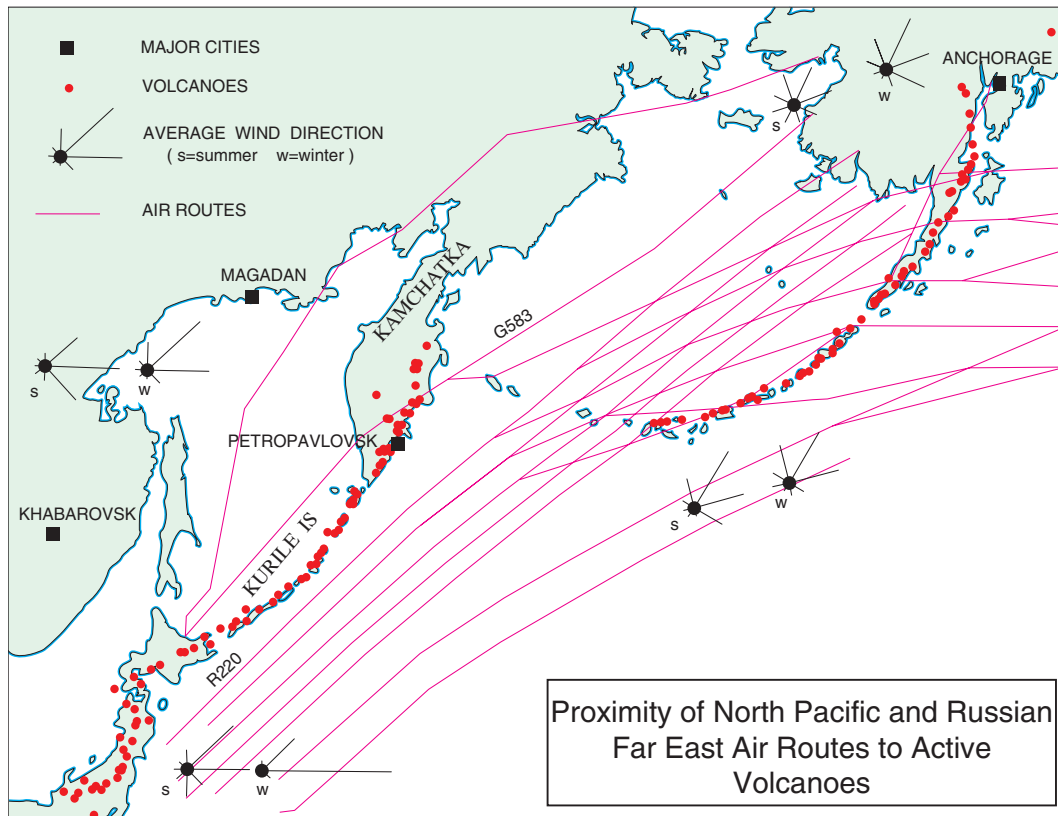 MAJOR CITIES
VOLCANOES
AVERAGE WIND DIRECTION
( s=summer w=winter )
AIR ROUTES
ANCHORAGE
w
s
MAGADAN
KAMCHATKA
G583
s
w
PETROPAVLOVSK
KHABAROVSK
KURILE IS
s
w
R220
s
w
Proximity of North Pacific and Russian
Far East Air Routes to Active
Volcanoes